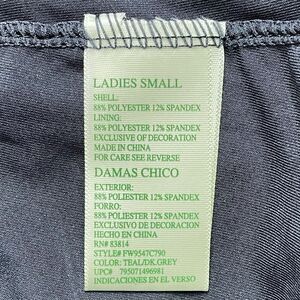 LADIES SMALL
SHELL:
88% POLYESTER 12% SPANDEX
LINING:
88% POLYESTER 12% SPANDEX
EXCLUSIVE OF DECORATION
MADE IN CHINA
FOR CARE SEE REVERSE
DAMAS CHICO
EXTERIOR:
88% POLYESTER 12% SPANDEX
FORRO:
88% POLYESTER 12% SPANDEX
EXCLUSIVO DE DECORACION
HECHO EN CHINA
RN# 83814
STYLE# FW9547C790
COLOR: TEAL/DK.GREY
UPC# 795071496981
INDICACIONES EN EL VERSO